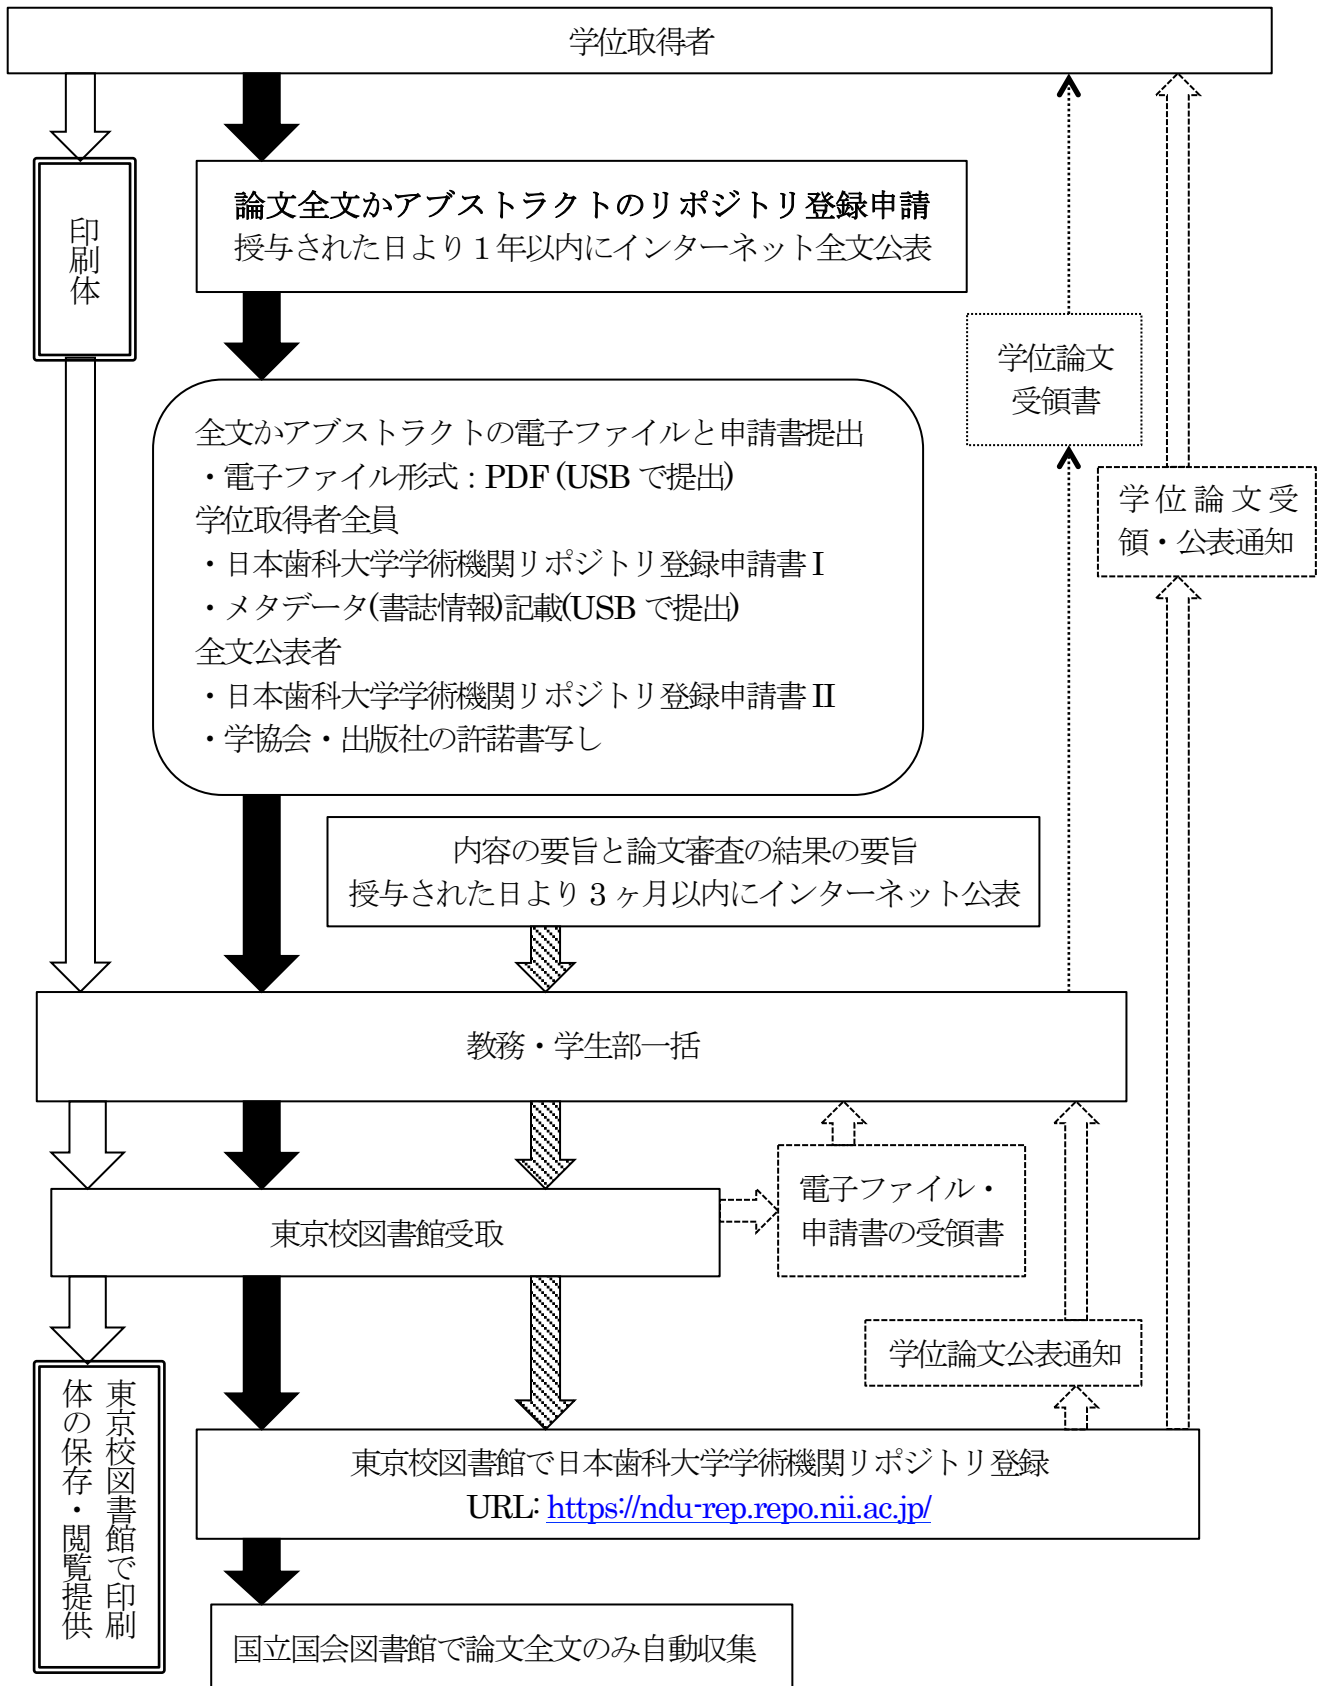 学位取得者
印刷体
論文全文かアブストラクトのリポジトリ登録申請
授与された日より1年以内にインターネット全文公表
学位論文
受領書
全文かアブストラクトの電子ファイルと申請書提出
・電子ファイル形式：PDF (USB で提出)
学位取得者全員
・日本歯科大学学術機関リポジトリ登録申請書Ⅰ
・メタデータ(書誌情報)記載(USB で提出)
全文公表者
・日本歯科大学学術機関リポジトリ登録申請書Ⅱ
・学協会・出版社の許諾書写し
学位論文受
領・公表通知
内容の要旨と論文審査の結果の要旨
授与された日より3ヶ月以内にインターネット公表
教務・学生部一括
東京校図書館受取
電子ファイル・
申請書の受領書
学位論文公表通知
東京校図書館で印刷
体の保存・閲覧提供
東京校図書館で日本歯科大学学術機関リポジトリ登録
URL: https://ndu-rep.repo.nii.ac.jp/
国立国会図書館で論文全文のみ自動収集